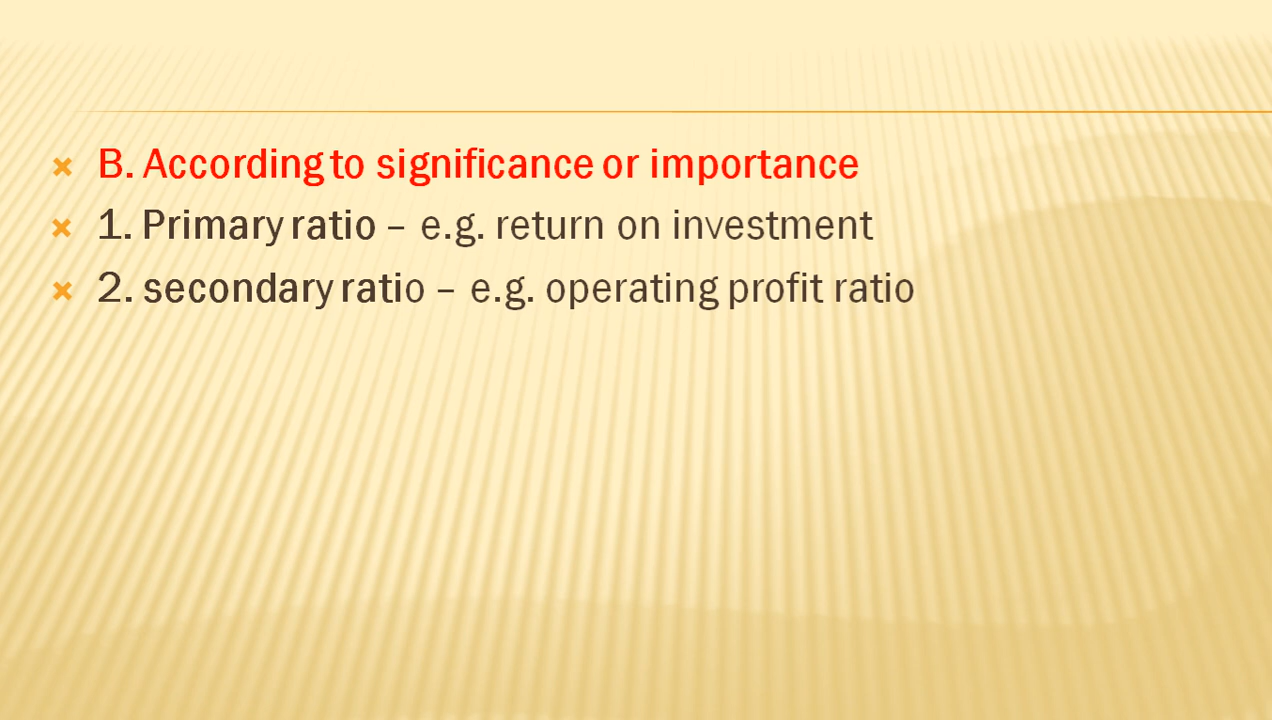 B. According to significance or importance
1. Primary ratio – e.g. return on investment
2. secondary ratio – e.g. operating profit ratio